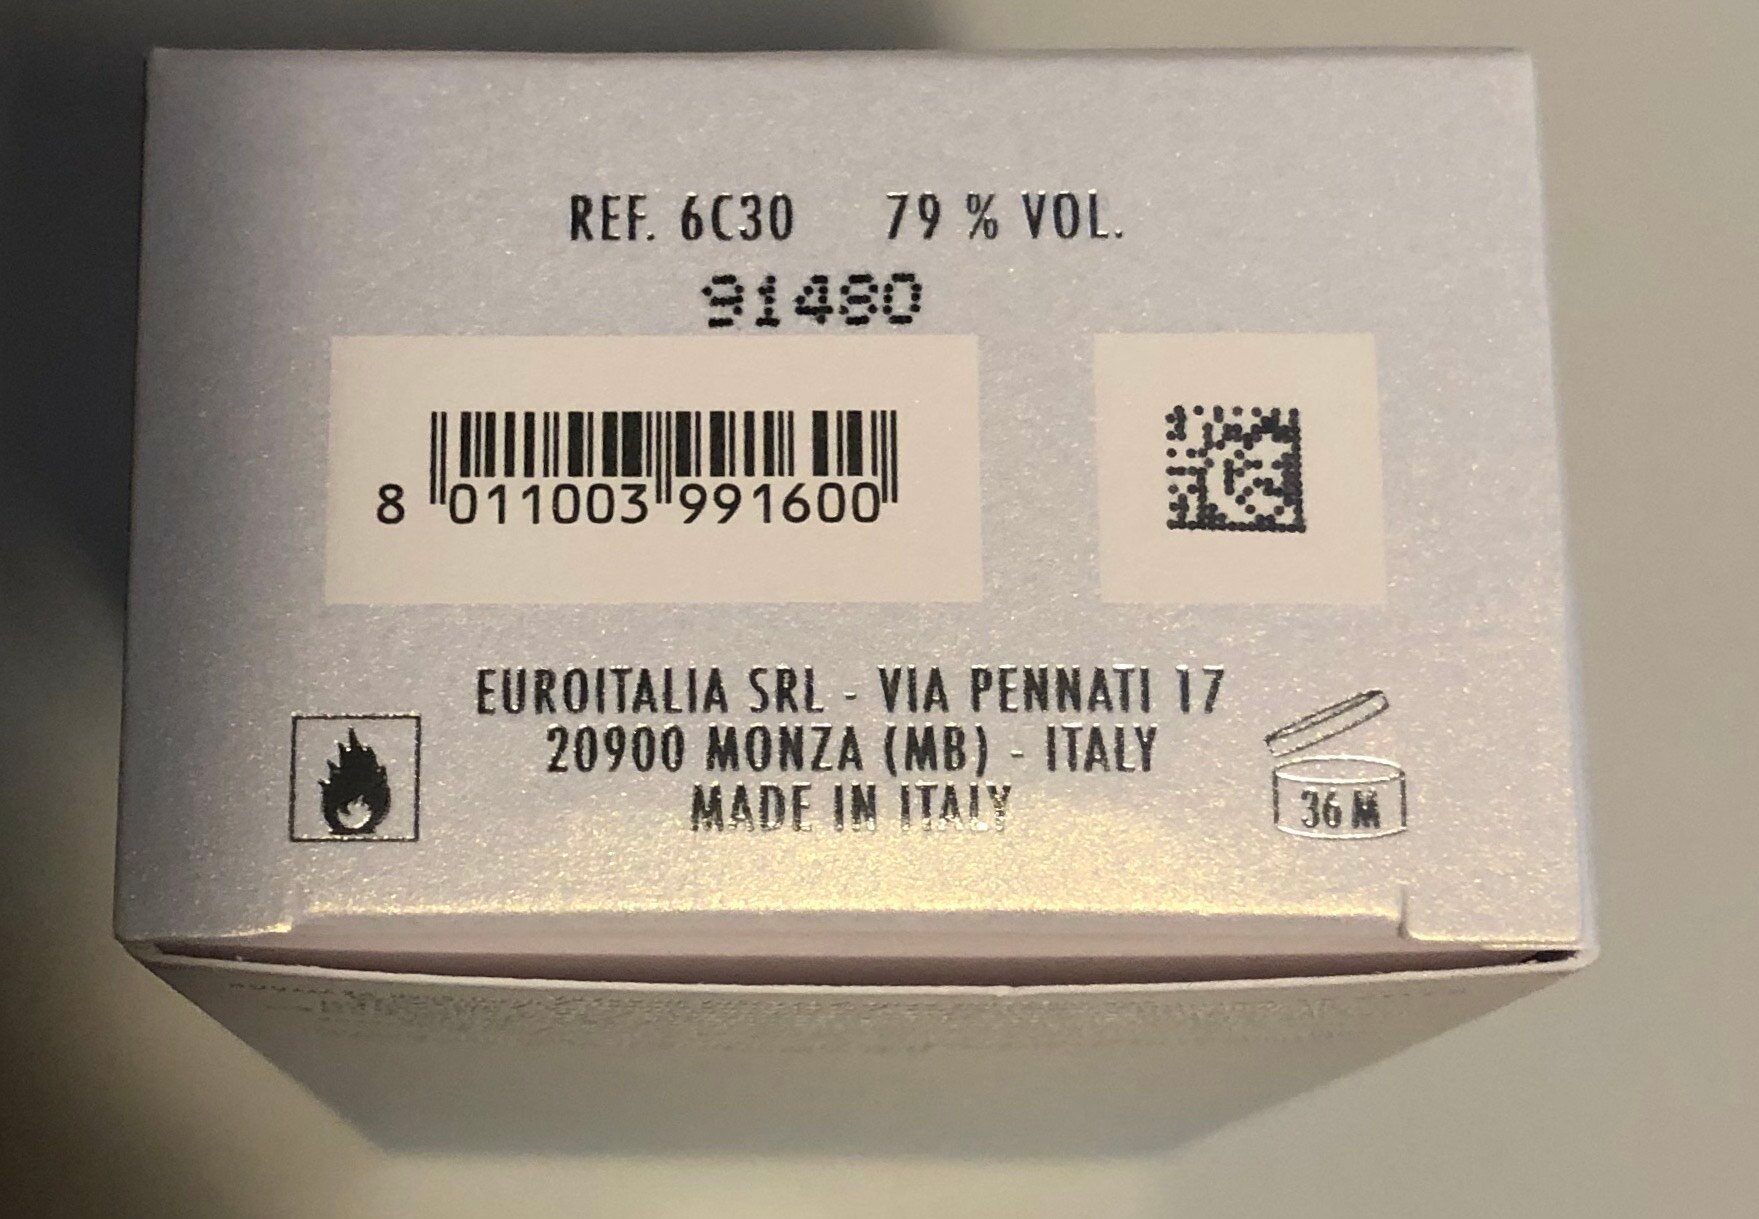 REF. 6C30 79 % VOL.
91480
8 011003 991600
EUROITALIA SRL - VIA PENNATI 17
20900 MONZA (MB) - ITALY
MADE IN ITALY
36 M